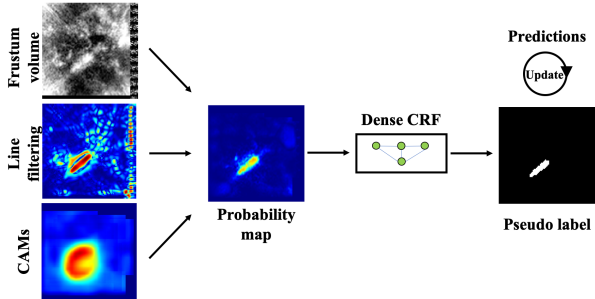 Frustum
volume
Line
filtering
CAMs
Probability
map
Dense CRF
Predictions
Update
Pseudo label